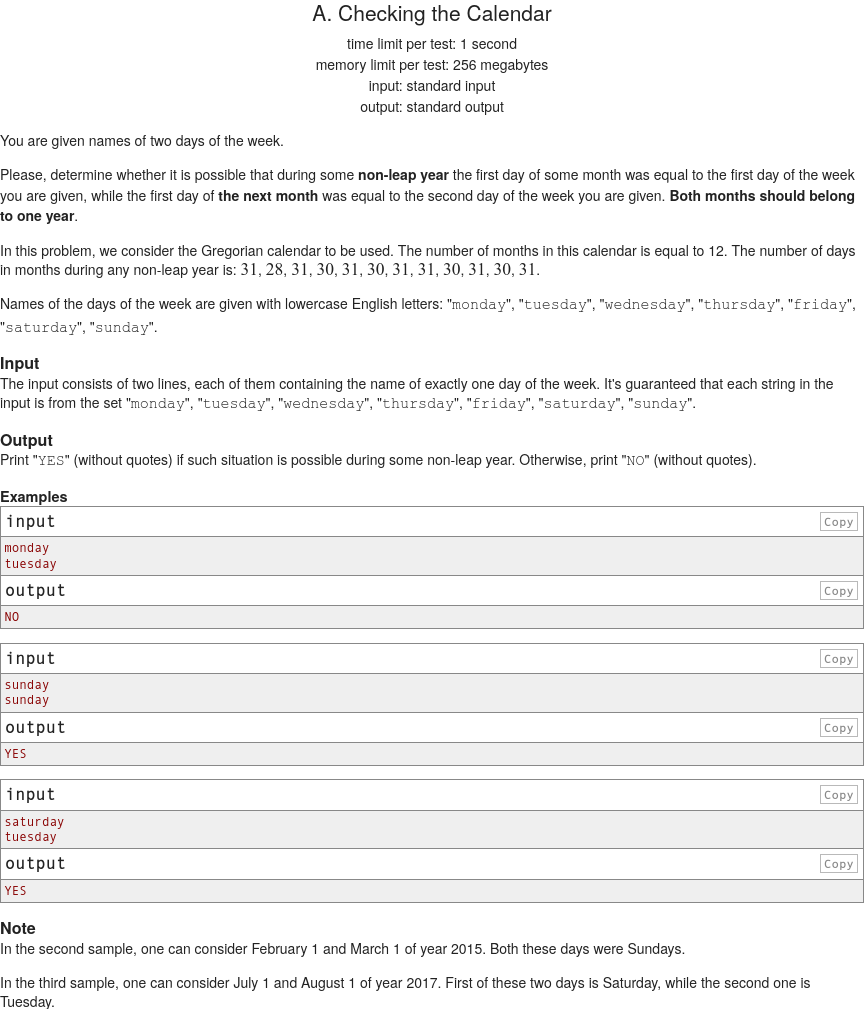 A. Checking the Calendar
time limit per test: 1 second
memory limit per test: 256 megabytes
input: standard input
output: standard output
You are given names of two days of the week.
Please, determine whether it is possible that during some non-leap year the first day of some month was equal to the first day of the week
you are given, while the first day of the next month was equal to the second day of the week you are given. Both months should belong
to one year.
In this problem, we consider the Gregorian calendar to be used. The number of months in this calendar is equal to 12. The number of days
in months during any non-leap year is: 31, 28, 31, 30, 31, 30, 31, 31, 30, 31, 30, 31.
Names of the days of the week are given with lowercase English letters: "monday", "tuesday", "wednesday", "thursday", "friday",
"saturday", "sunday".
Input
The input consists of two lines, each of them containing the name of exactly one day of the week. It's guaranteed that each string in the
input is from the set "monday", "tuesday", "wednesday", "thursday", "friday", "saturday", "sunday".
Output
Print "YES" (without quotes) if such situation is possible during some non-leap year. Otherwise, print "NO" (without quotes).
Examples
input Copy
monday
tuesday
output Copy
NO
input Copy
sunday
sunday
output Copy
YES
input Copy
saturday
tuesday
output Copy
YES
Note
In the second sample, one can consider February 1 and March 1 of year 2015. Both these days were Sundays.
In the third sample, one can consider July 1 and August 1 of year 2017. First of these two days is Saturday, while the second one is
Tuesday.